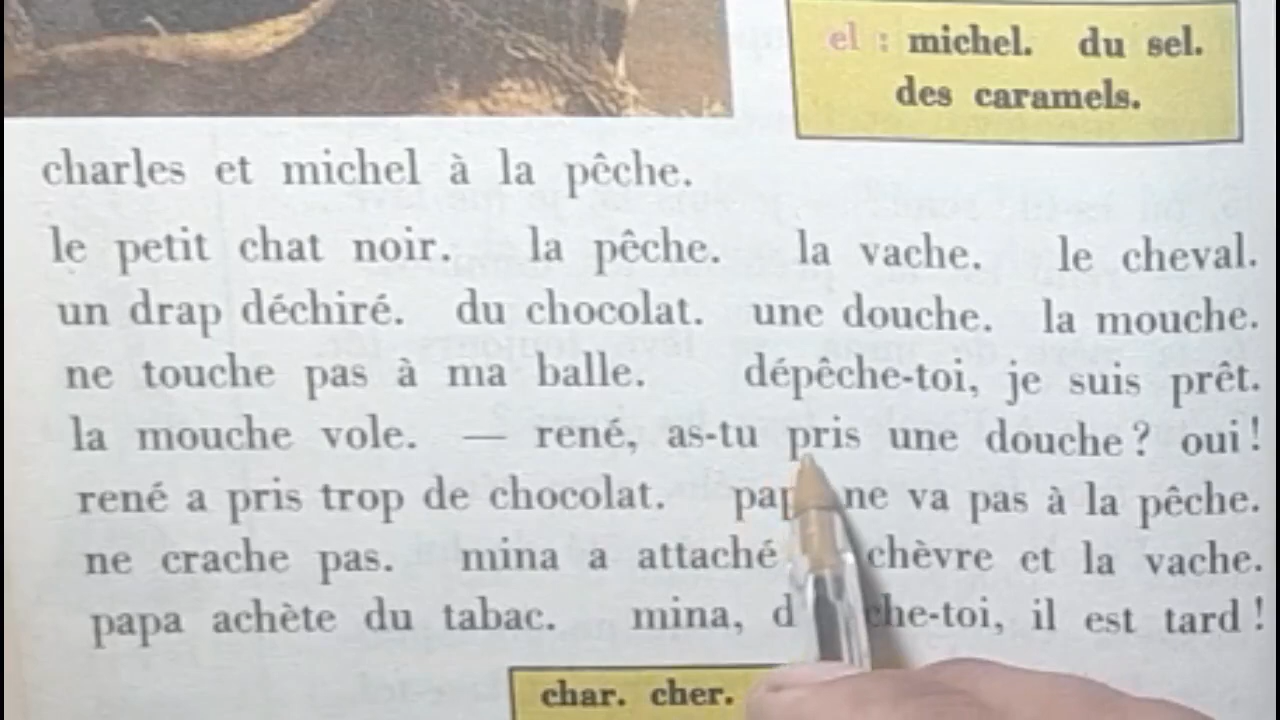 el : michel. du sel.
des caramels.
charles et michel à la pêche.
le petit chat noir. la pêche. la vache. le cheval.
un drap déchiré. du chocolat. une douche. la mouche.
ne touche pas à ma balle. dépêche-toi, je suis prêt.
la mouche vole. — rené, as-tu pris une douche? oui!
rené a pris trop de chocolat. ne va pas à la pêche.
ne crache pas. mina a attaché chèvre et la vache.
papa achète du tabac. mina, il est tard!
char. cher.